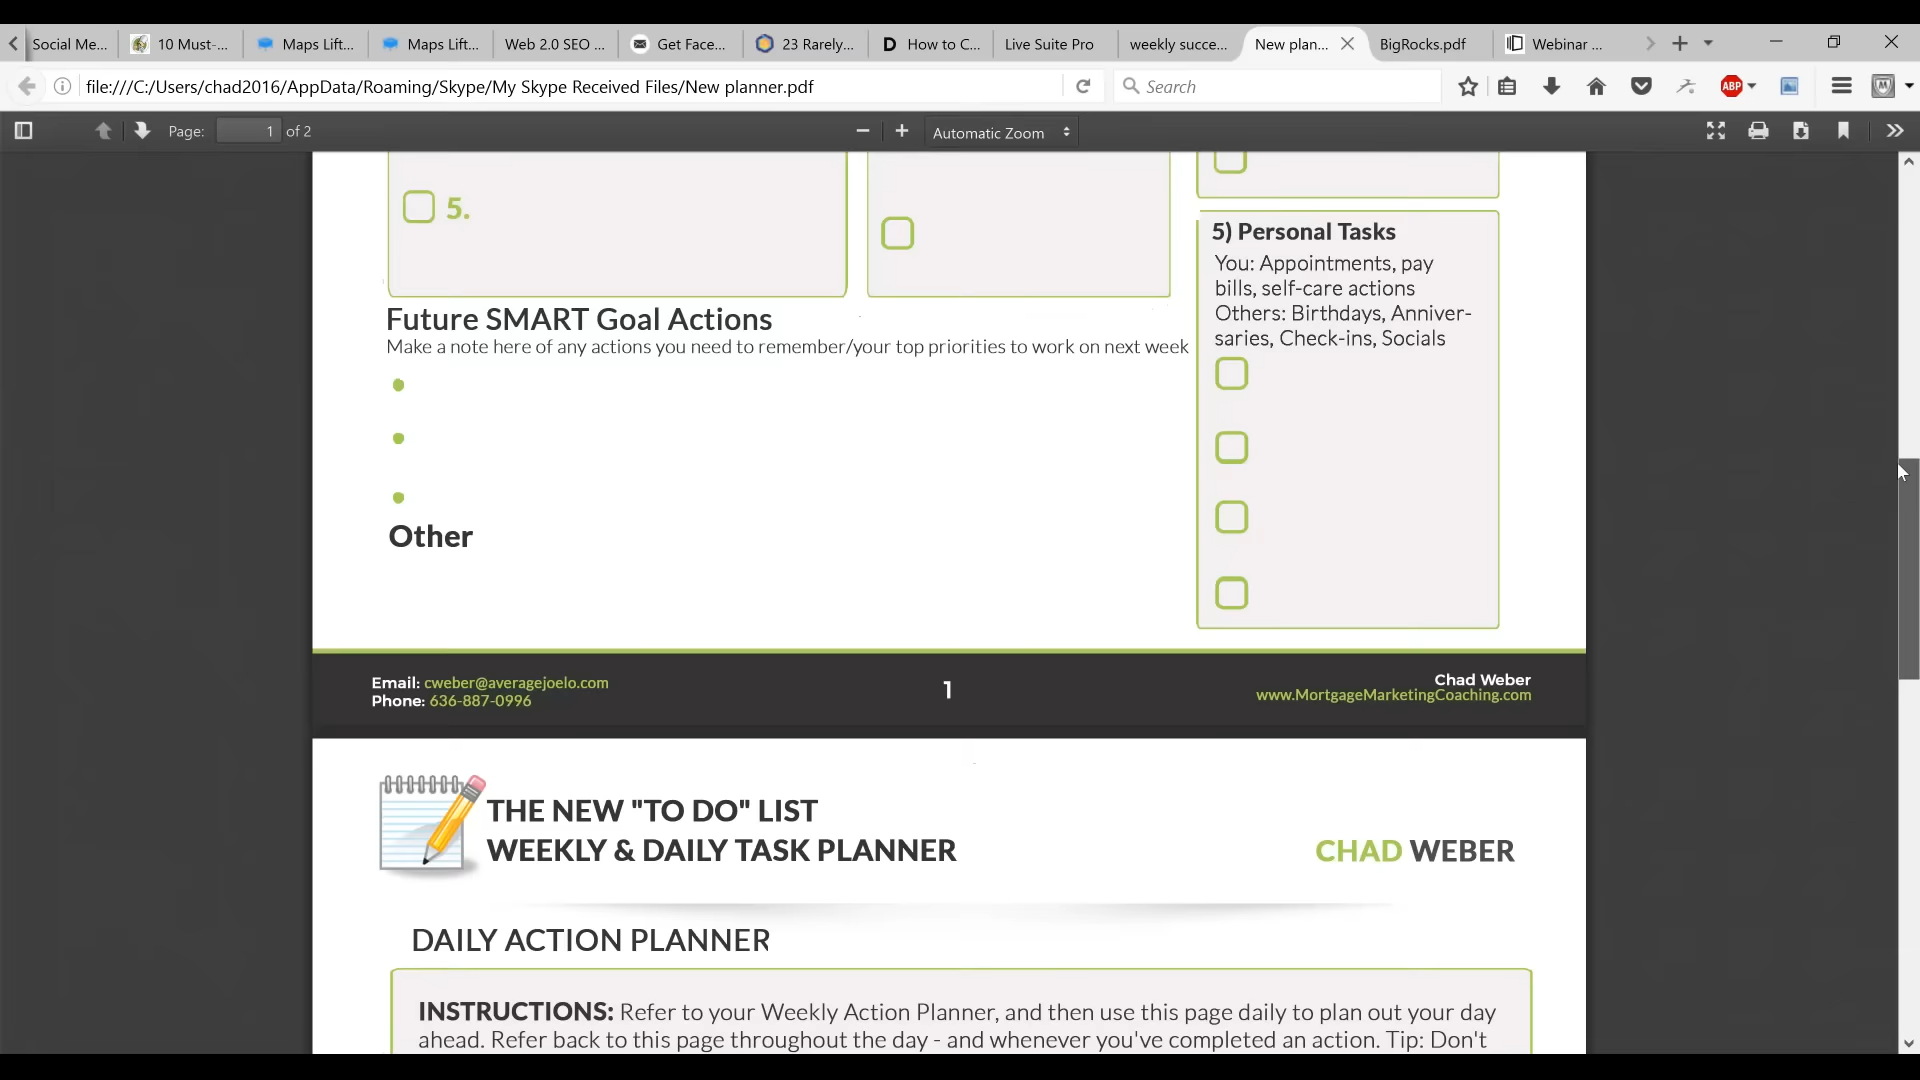 Social Me...
10 Must-...
Maps Lift...
Maps Lift...
Web 2.0 SEO ...
Get Face...
23 Rarely...
D How to C...
Live Suite Pro
weekly succe...
New plan...
BigRocks.pdf
Webinar ...
file:///C:/Users/chad2016/AppData/Roaming/Skype/My Skype Received Files/New planner.pdf
Search
ABP
Page: 1 of 2
Automatic Zoom
5.
Future SMART Goal Actions
Make a note here of any actions you need to remember/your top priorities to work on next week
Other
5) Personal Tasks
You: Appointments, pay
bills, self-care actions
Others: Birthdays, Anniver-
saries, Check-ins, Socials
Email: cweber@averagejoelo.com
Phone: 636-887-0996
1
Chad Weber
www.MortgageMarketingCoaching.com
THE NEW "TO DO" LIST
WEEKLY & DAILY TASK PLANNER
CHAD WEBER
DAILY ACTION PLANNER
INSTRUCTIONS: Refer to your Weekly Action Planner, and then use this page daily to plan out your day
ahead. Refer back to this page throughout the day - and whenever you've completed an action. Tip: Don't